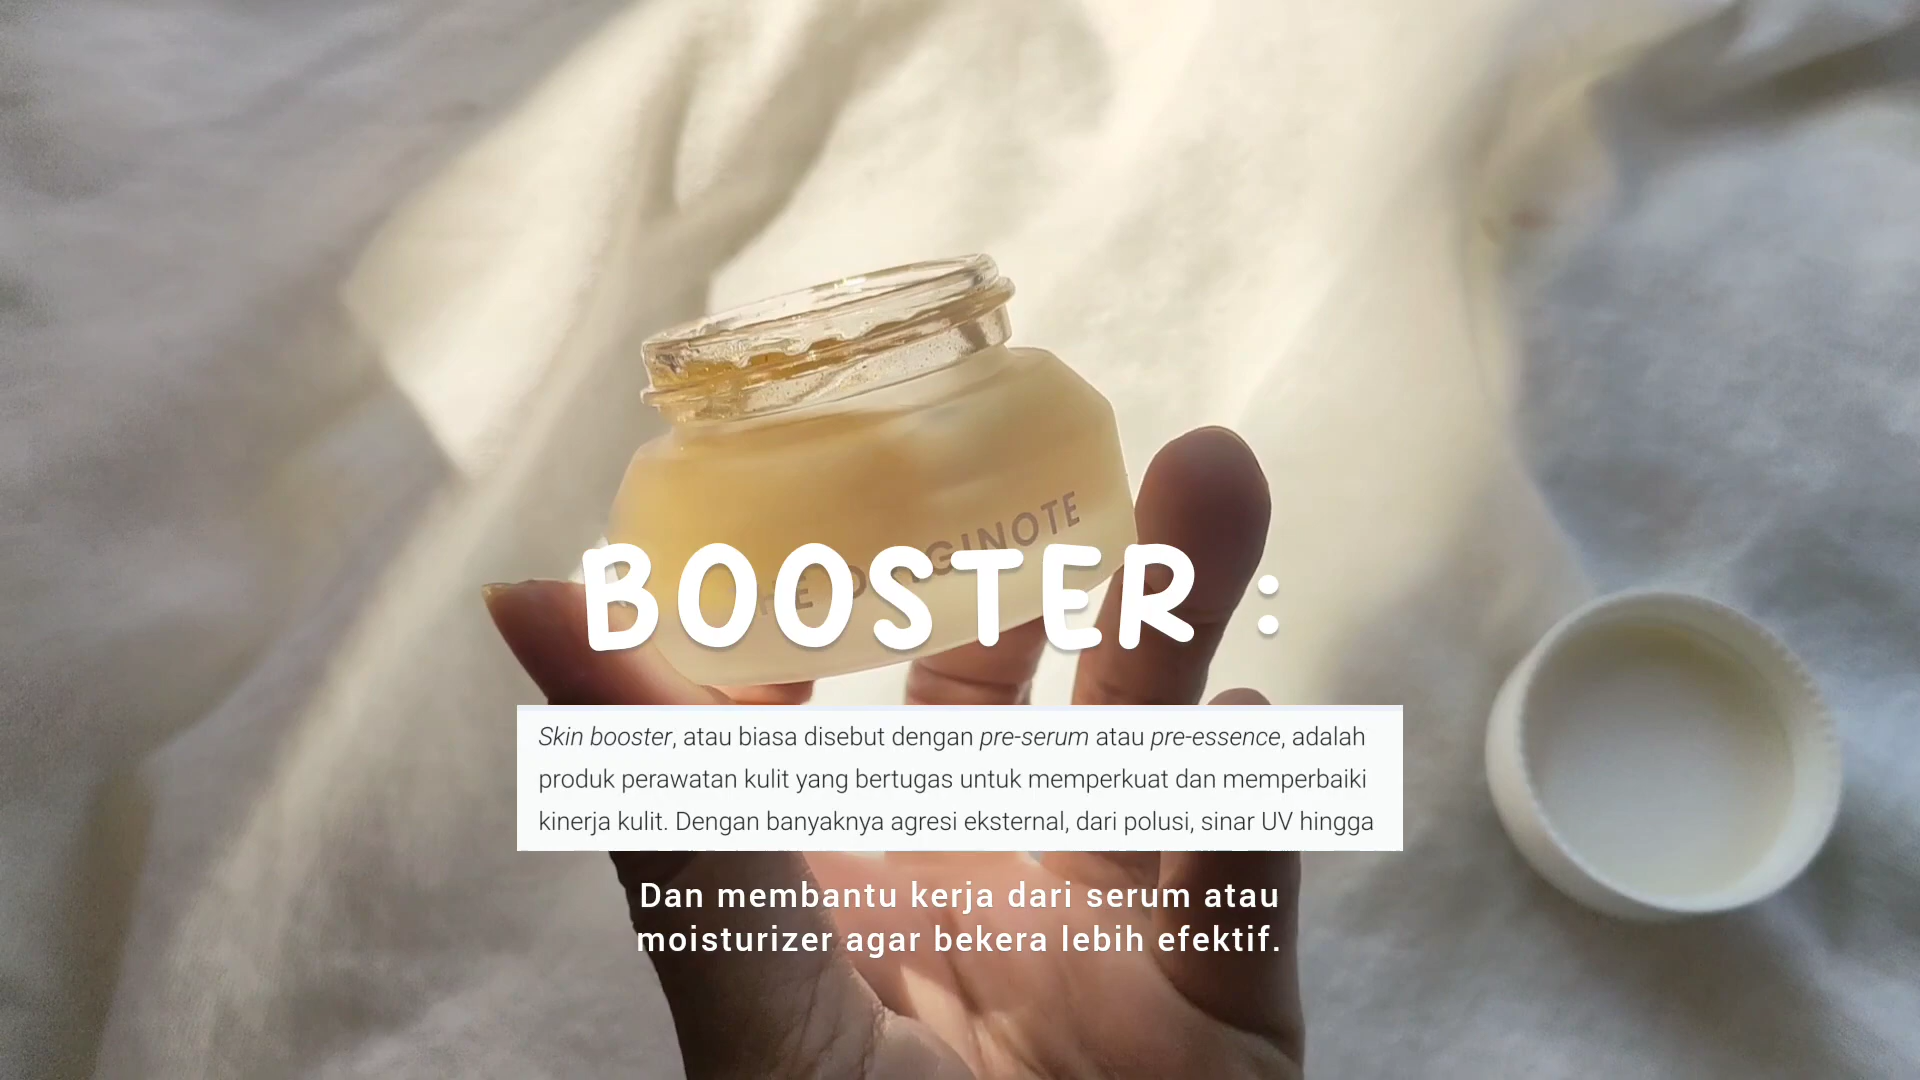 THE ORIGINOTE
BOOSTER :
Skin booster, atau biasa disebut dengan pre-serum atau pre-essence, adalah
produk perawatan kulit yang bertugas untuk memperkuat dan memperbaiki
kinerja kulit. Dengan banyaknya agresi eksternal, dari polusi, sinar UV hingga
Dan membantu kerja dari serum atau
moisturizer agar bekera lebih efektif.